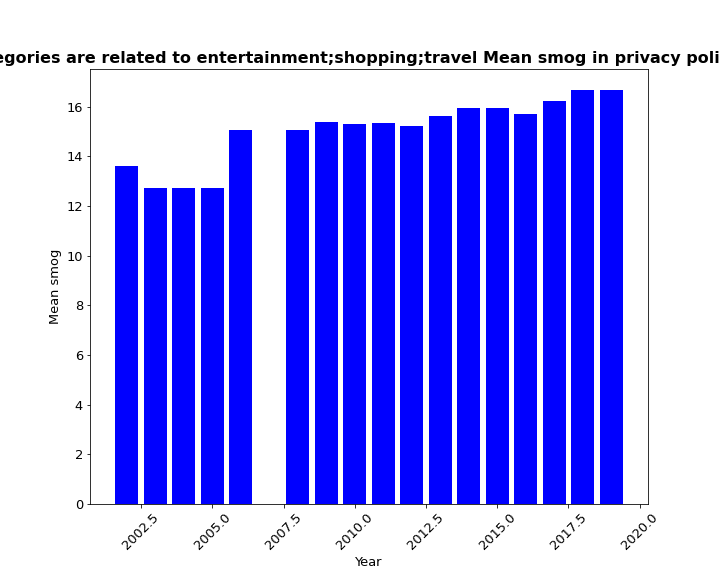 egories are related to entertainment;shopping;travel Mean smog in privacy poli
16
14
12
10
8
6
4
2
0
Mean smog
2002.5 2005.0 2007.5 2010.0 2012.5 2015.0 2017.5 2020.0
Year